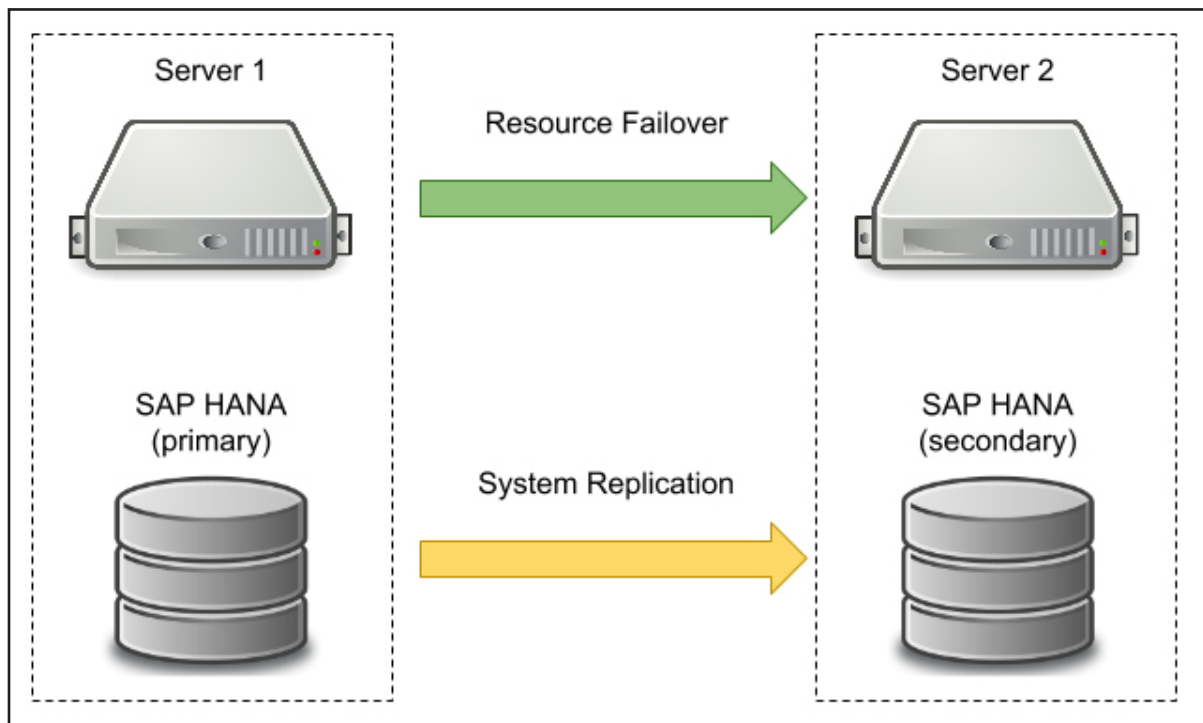 Server 1
Server 2
Resource Failover
SAP HANA
(primary)
SAP HANA
(secondary)
System Replication